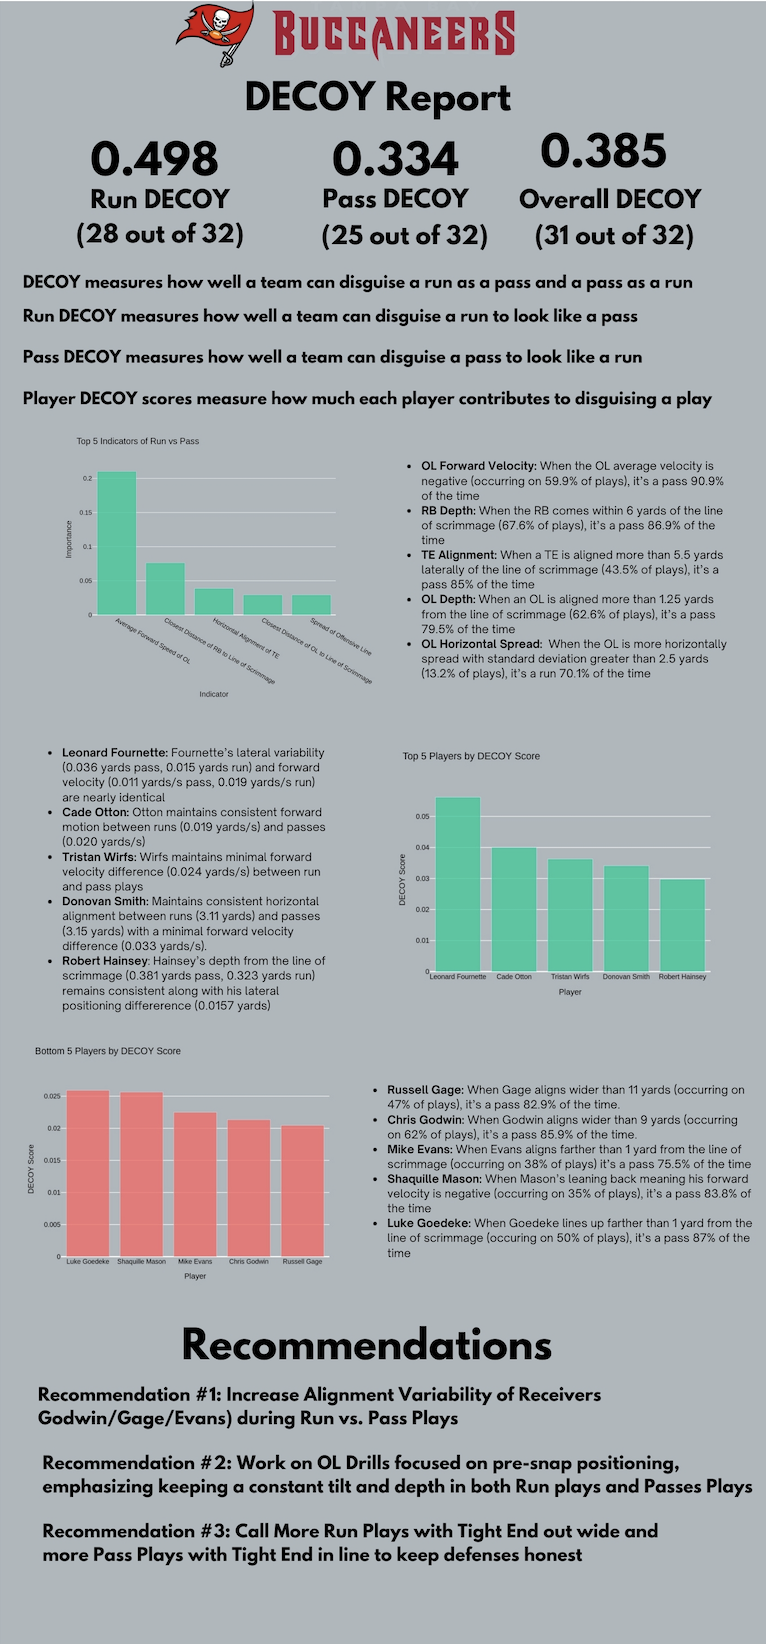 BUCCANEERS
DECOY Report
0.498
Run DECOY
(28 out of 32)
0.334
Pass DECOY
(25 out of 32)
0.385
Overall DECOY
(31 out of 32)
DECOY measures how well a team can disguise a run as a pass and a pass as a run
Run DECOY measures how well a team can disguise a run to look like a pass
Pass DECOY measures how well a team can disguise a pass to look like a run
Player DECOY scores measure how much each player contributes to disguising a play
Top 5 Indicators of Run vs Pass
Importance
0.2
0.15
0.1
0.05
0
Average Forward Speed of OL
Closest Distance of RB to Line of Scrimmage
Horizontal Alignment of TE
Closest Distance of OL to Line of Scrimmage
Spread of Offensive Line
Indicator
• OL Forward Velocity: When the OL average velocity is
negative (occurring on 59.9% of plays), it's a pass 90.9%
of the time
• RB Depth: When the RB comes within 6 yards of the line
of scrimmage (67.6% of plays), it's a pass 86.9% of the
time
• TE Alignment: When a TE is aligned more than 5.5 yards
laterally of the line of scrimmage (43.5% of plays), it's a
pass 85% of the time
• OL Depth: When an OL is aligned more than 1.25 yards
from the line of scrimmage (62.6% of plays), it's a pass
79.5% of the time
• OL Horizontal Spread: When the OL is more horizontally
spread with standard deviation greater than 2.5 yards
(13.2% of plays), it's a run 70.1% of the time
• Leonard Fournette: Fournette's lateral variability
(0.036 yards pass, 0.015 yards run) and forward
velocity (0.011 yards/s pass, 0.019 yards/s run)
are nearly identical
• Cade Otton: Otton maintains consistent forward
motion between runs (0.019 yards/s) and passes
(0.020 yards/s)
• Tristan Wirfs: Wirfs maintains minimal forward
velocity difference (0.024 yards/s) between run
and pass plays
• Donovan Smith: Maintains consistent horizontal
alignment between runs (3.11 yards) and passes
(3.15 yards) with a minimal forward velocity
difference (0.033 yards/s).
• Robert Hainsey: Hainsey's depth from the line of
scrimmage (0.381 yards pass, 0.323 yards run)
remains consistent along with his lateral
positioning differerence (0.0157 yards)
Top 5 Players by DECOY Score
DECOY Score
0.05
0.04
0.03
0.02
0.01
0
Leonard Fournette Cade Otton Tristan Wirfs Donovan Smith Robert Hainsey
Player
Bottom 5 Players by DECOY Score
DECOY Score
0.025
0.02
0.015
0.01
0.005
0
Luke Goedeke Shaquille Mason Mike Evans Chris Godwin Russell Gage
Player
• Russell Gage: When Gage aligns wider than 11 yards (occurring on
47% of plays), it's a pass 82.9% of the time.
• Chris Godwin: When Godwin aligns wider than 9 yards (occurring
on 62% of plays), it's a pass 85.9% of the time.
• Mike Evans: When Evans aligns farther than 1 yard from the line of
scrimmage (occurring on 38% of plays) it's a pass 75.5% of the time
• Shaquille Mason: When Mason's leaning back meaning his forward
velocity is negative (occurring on 35% of plays), it's a pass 83.8% of
the time
• Luke Goedeke: When Goedeke lines up farther than 1 yard from the
line of scrimmage (occuring on 50% of plays), it's a pass 87% of the
time
Recommendations
Recommendation #1: Increase Alignment Variability of Receivers
Godwin/Gage/Evans) during Run vs. Pass Plays
Recommendation #2: Work on OL Drills focused on pre-snap positioning,
emphasizing keeping a constant tilt and depth in both Run plays and Passes Plays
Recommendation #3: Call More Run Plays with Tight End out wide and
more Pass Plays with Tight End in line to keep defenses honest